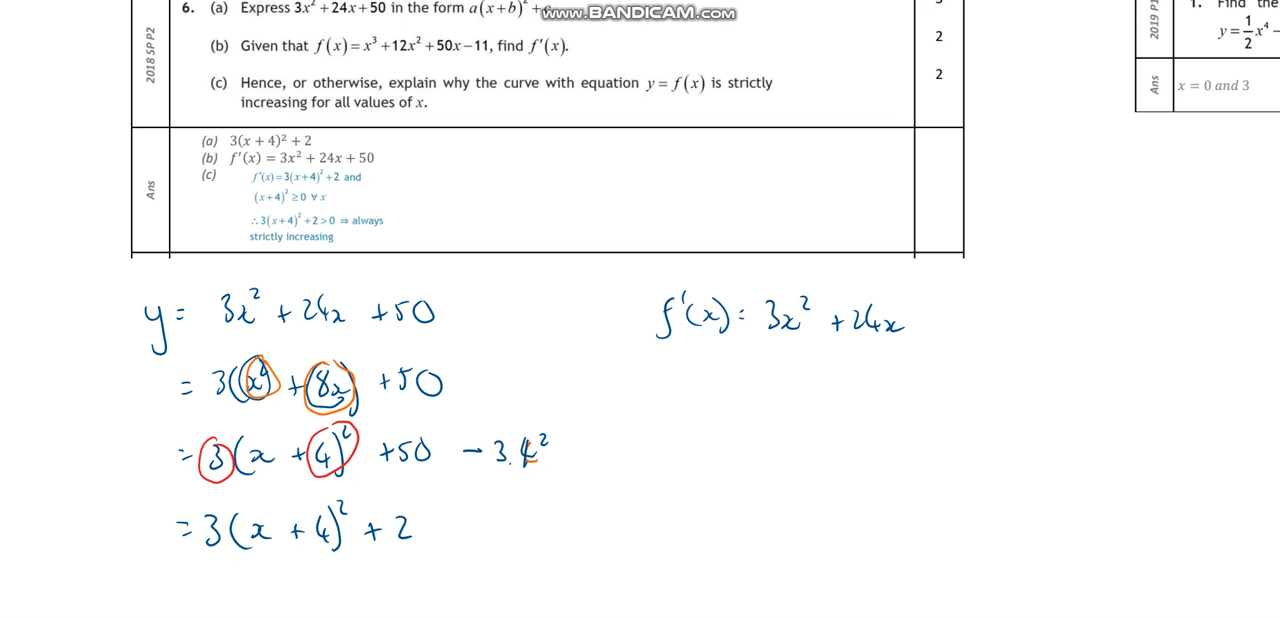 6. (a) Express 3x² + 24x + 50 in the form a(x+b)² +
www.BANDICAM.com
2018 SP P2
(b) Given that f(x) = x³ + 12x² + 50x − 11, find f′(x).
2
(c) Hence, or otherwise, explain why the curve with equation y = f(x) is strictly
increasing for all values of x.
2
Ans
(a) 3(x + 4)² + 2
(b) f′(x) = 3x² + 24x + 50
(c) f′(x) = 3(x+4)² + 2 and
(x+4)² ≥ 0 ∀ x
∴ 3(x+4)² + 2 > 0 ⇒ always
strictly increasing
2019 P1
1. Find the
y = 1/2 x⁴ −
Ans
x = 0 and 3
y = 3x² + 24x + 50
= 3(x² + 8x) + 50
= 3(x + 4)² + 50 − 3.4²
= 3(x + 4)² + 2
f′(x) = 3x² + 24x